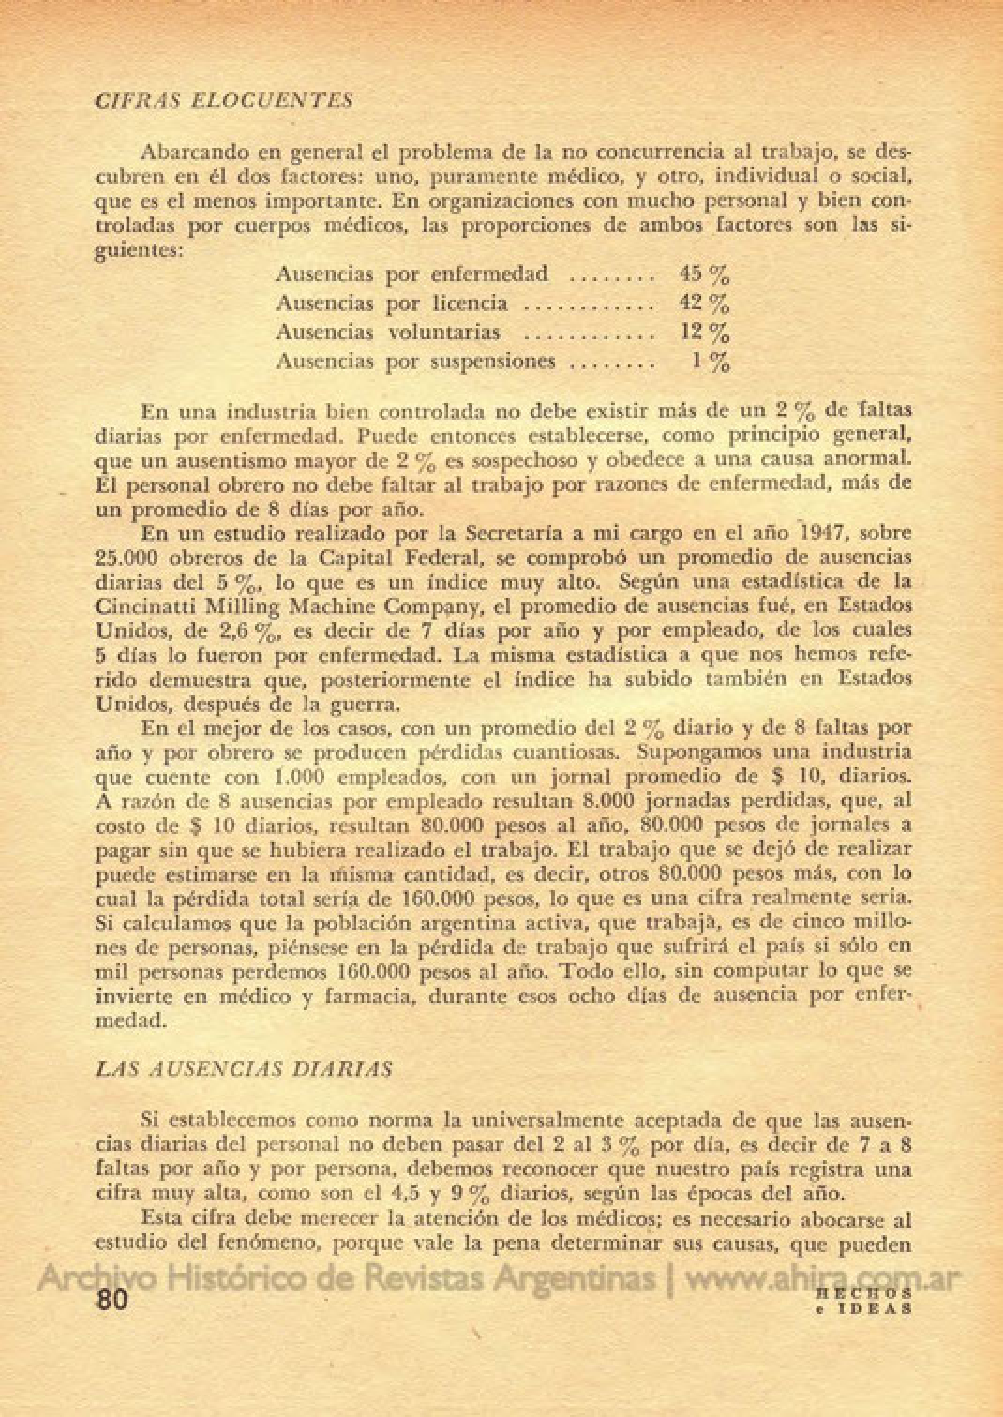 CIFRAS ELOCUENTES
Abarcando en general el problema de la no concurrencia al trabajo, se des-
cubren en él dos factores: uno, puramente médico, y otro, individual o social,
que es el menos importante. En organizaciones con mucho personal y bien con-
troladas por cuerpos médicos, las proporciones de ambos factores son las si-
guientes:
Ausencias por enfermedad ........ 45 %
Ausencias por licencia ............ 42 %
Ausencias voluntarias ............ 12 %
Ausencias por suspensiones ........ 1 %
En una industria bien controlada no debe existir más de un 2 % de faltas
diarias por enfermedad. Puede entonces establecerse, como principio general,
que un ausentismo mayor de 2 % es sospechoso y obedece a una causa anormal.
El personal obrero no debe faltar al trabajo por razones de enfermedad, más de
un promedio de 8 días por año.
En un estudio realizado por la Secretaría a mi cargo en el año 1947, sobre
25.000 obreros de la Capital Federal, se comprobó un promedio de ausencias
diarias del 5 %, lo que es un índice muy alto. Según una estadística de la
Cincinatti Milling Machine Company, el promedio de ausencias fué, en Estados
Unidos, de 2,6 %, es decir de 7 días por año y por empleado, de los cuales
5 días lo fueron por enfermedad. La misma estadística a que nos hemos refe-
rido demuestra que, posteriormente el índice ha subido también en Estados
Unidos, después de la guerra.
En el mejor de los casos, con un promedio del 2 % diario y de 8 faltas por
año y por obrero se producen pérdidas cuantiosas. Supongamos una industria
que cuente con 1.000 empleados, con un jornal promedio de $ 10, diarios.
A razón de 8 ausencias por empleado resultan 8.000 jornadas perdidas, que, al
costo de $ 10 diarios, resultan 80.000 pesos al año, 80.000 pesos de jornales a
pagar sin que se hubiera realizado el trabajo. El trabajo que se dejó de realizar
puede estimarse en la misma cantidad, es decir, otros 80.000 pesos más, con lo
cual la pérdida total sería de 160.000 pesos, lo que es una cifra realmente seria.
Si calculamos que la población argentina activa, que trabaja, es de cinco millo-
nes de personas, piénsese en la pérdida de trabajo que sufrirá el país si sólo en
mil personas perdemos 160.000 pesos al año. Todo ello, sin computar lo que se
invierte en médico y farmacia, durante esos ocho días de ausencia por enfer-
medad.
LAS AUSENCIAS DIARIAS
Si establecemos como norma la universalmente aceptada de que las ausen-
cias diarias del personal no deben pasar del 2 al 3 % por día, es decir de 7 a 8
faltas por año y por persona, debemos reconocer que nuestro país registra una
cifra muy alta, como son el 4,5 y 9 % diarios, según las épocas del año.
Esta cifra debe merecer la atención de los médicos; es necesario abocarse al
estudio del fenómeno, porque vale la pena determinar sus causas, que pueden
Archivo Histórico de Revistas Argentinas | www.ahira.com.ar
80
HECHOS
e IDEAS